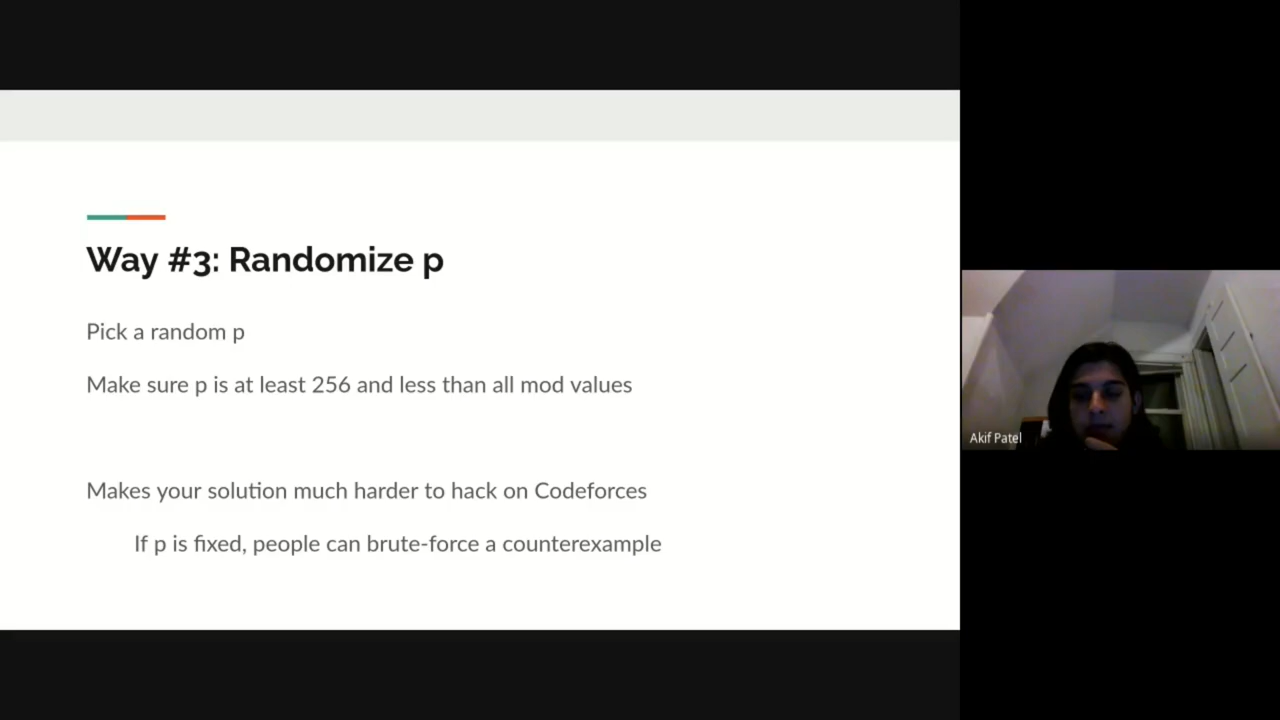 Way #3: Randomize p
Pick a random p
Make sure p is at least 256 and less than all mod values
Makes your solution much harder to hack on Codeforces
If p is fixed, people can brute-force a counterexample
Akif Patel